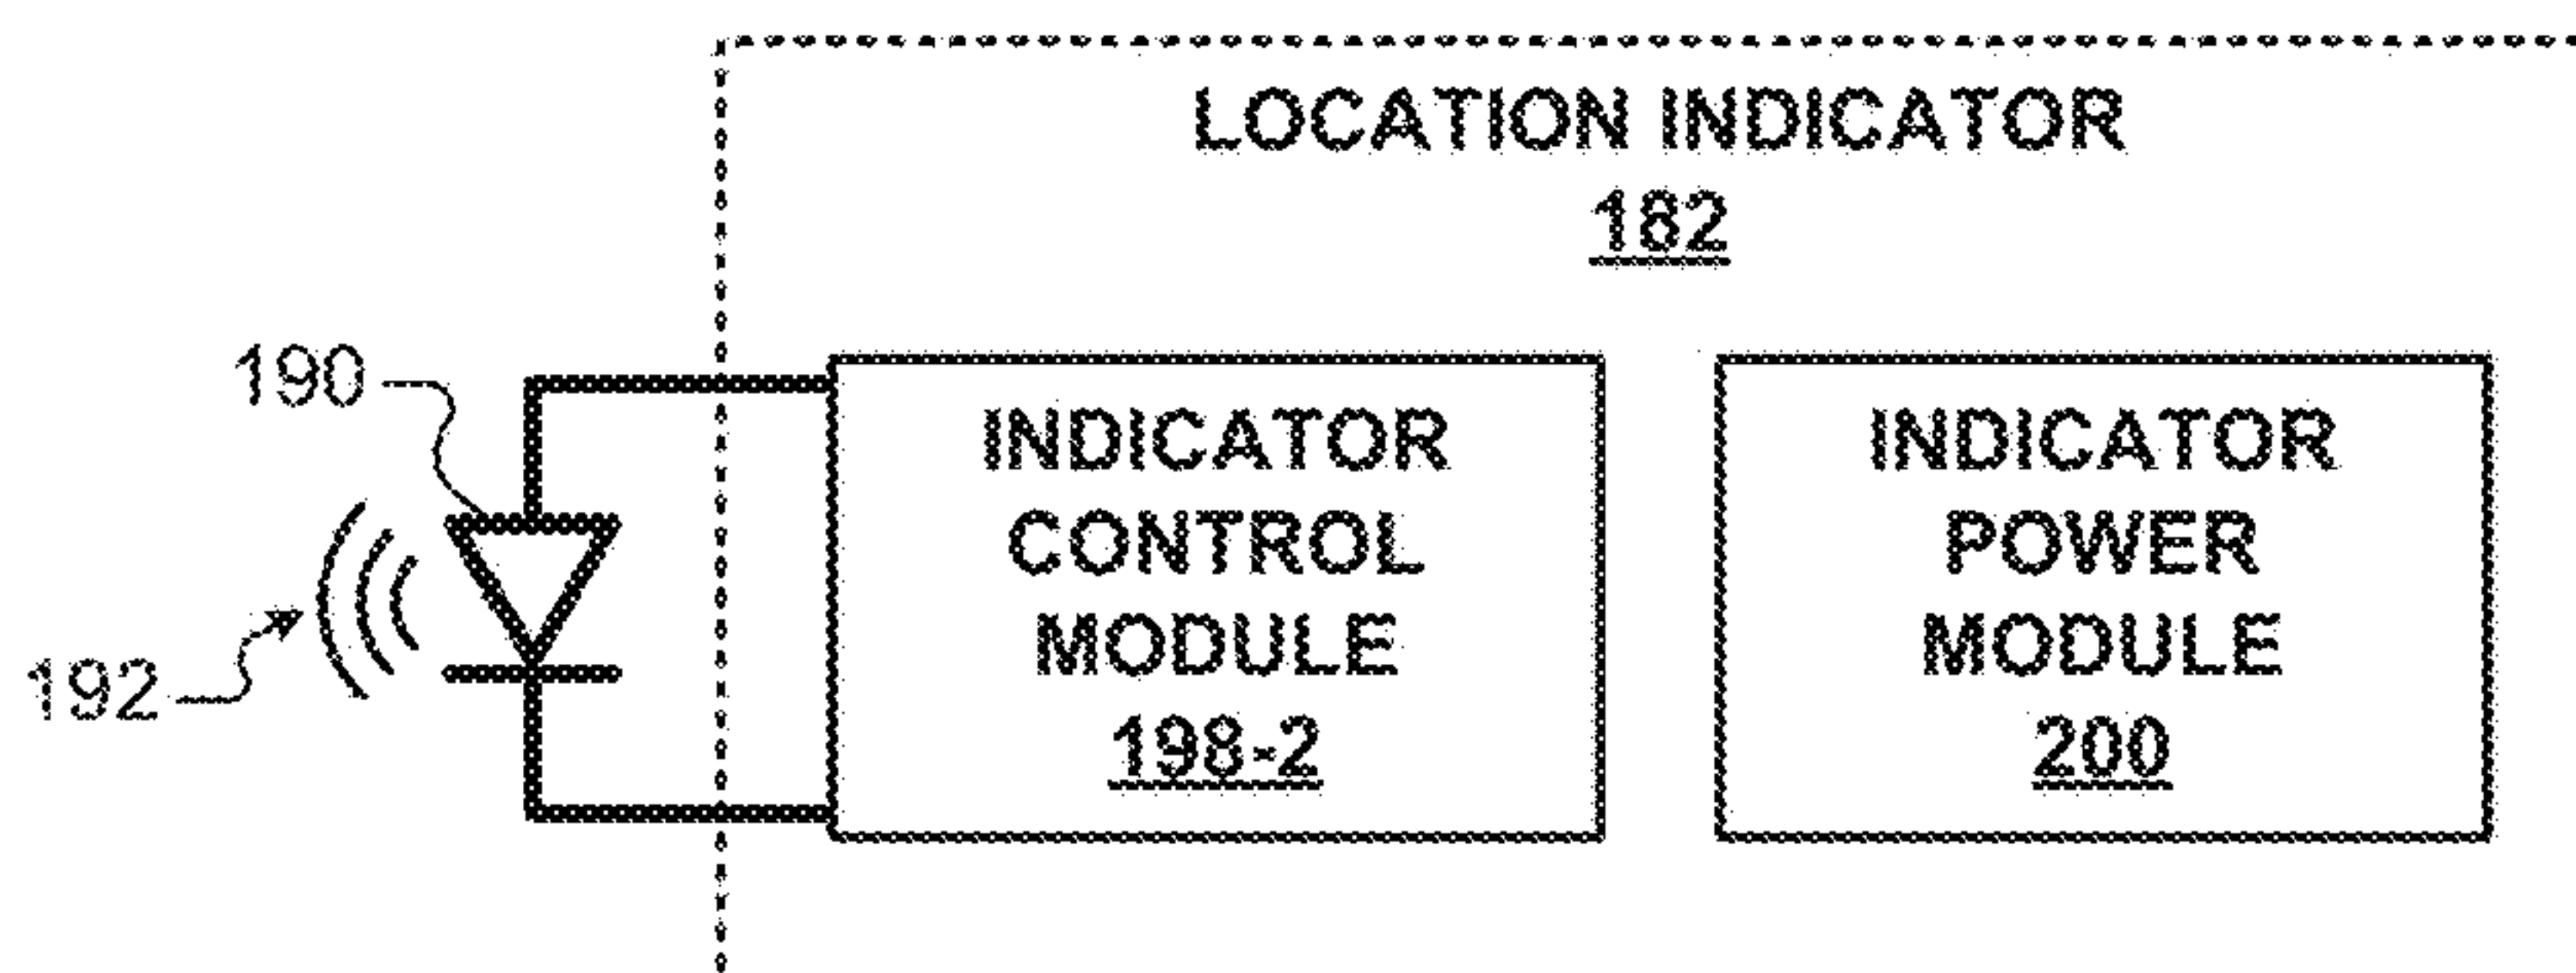 LOCATION INDICATOR
182
190
192
INDICATOR
CONTROL
MODULE
198-2
INDICATOR
POWER
MODULE
200